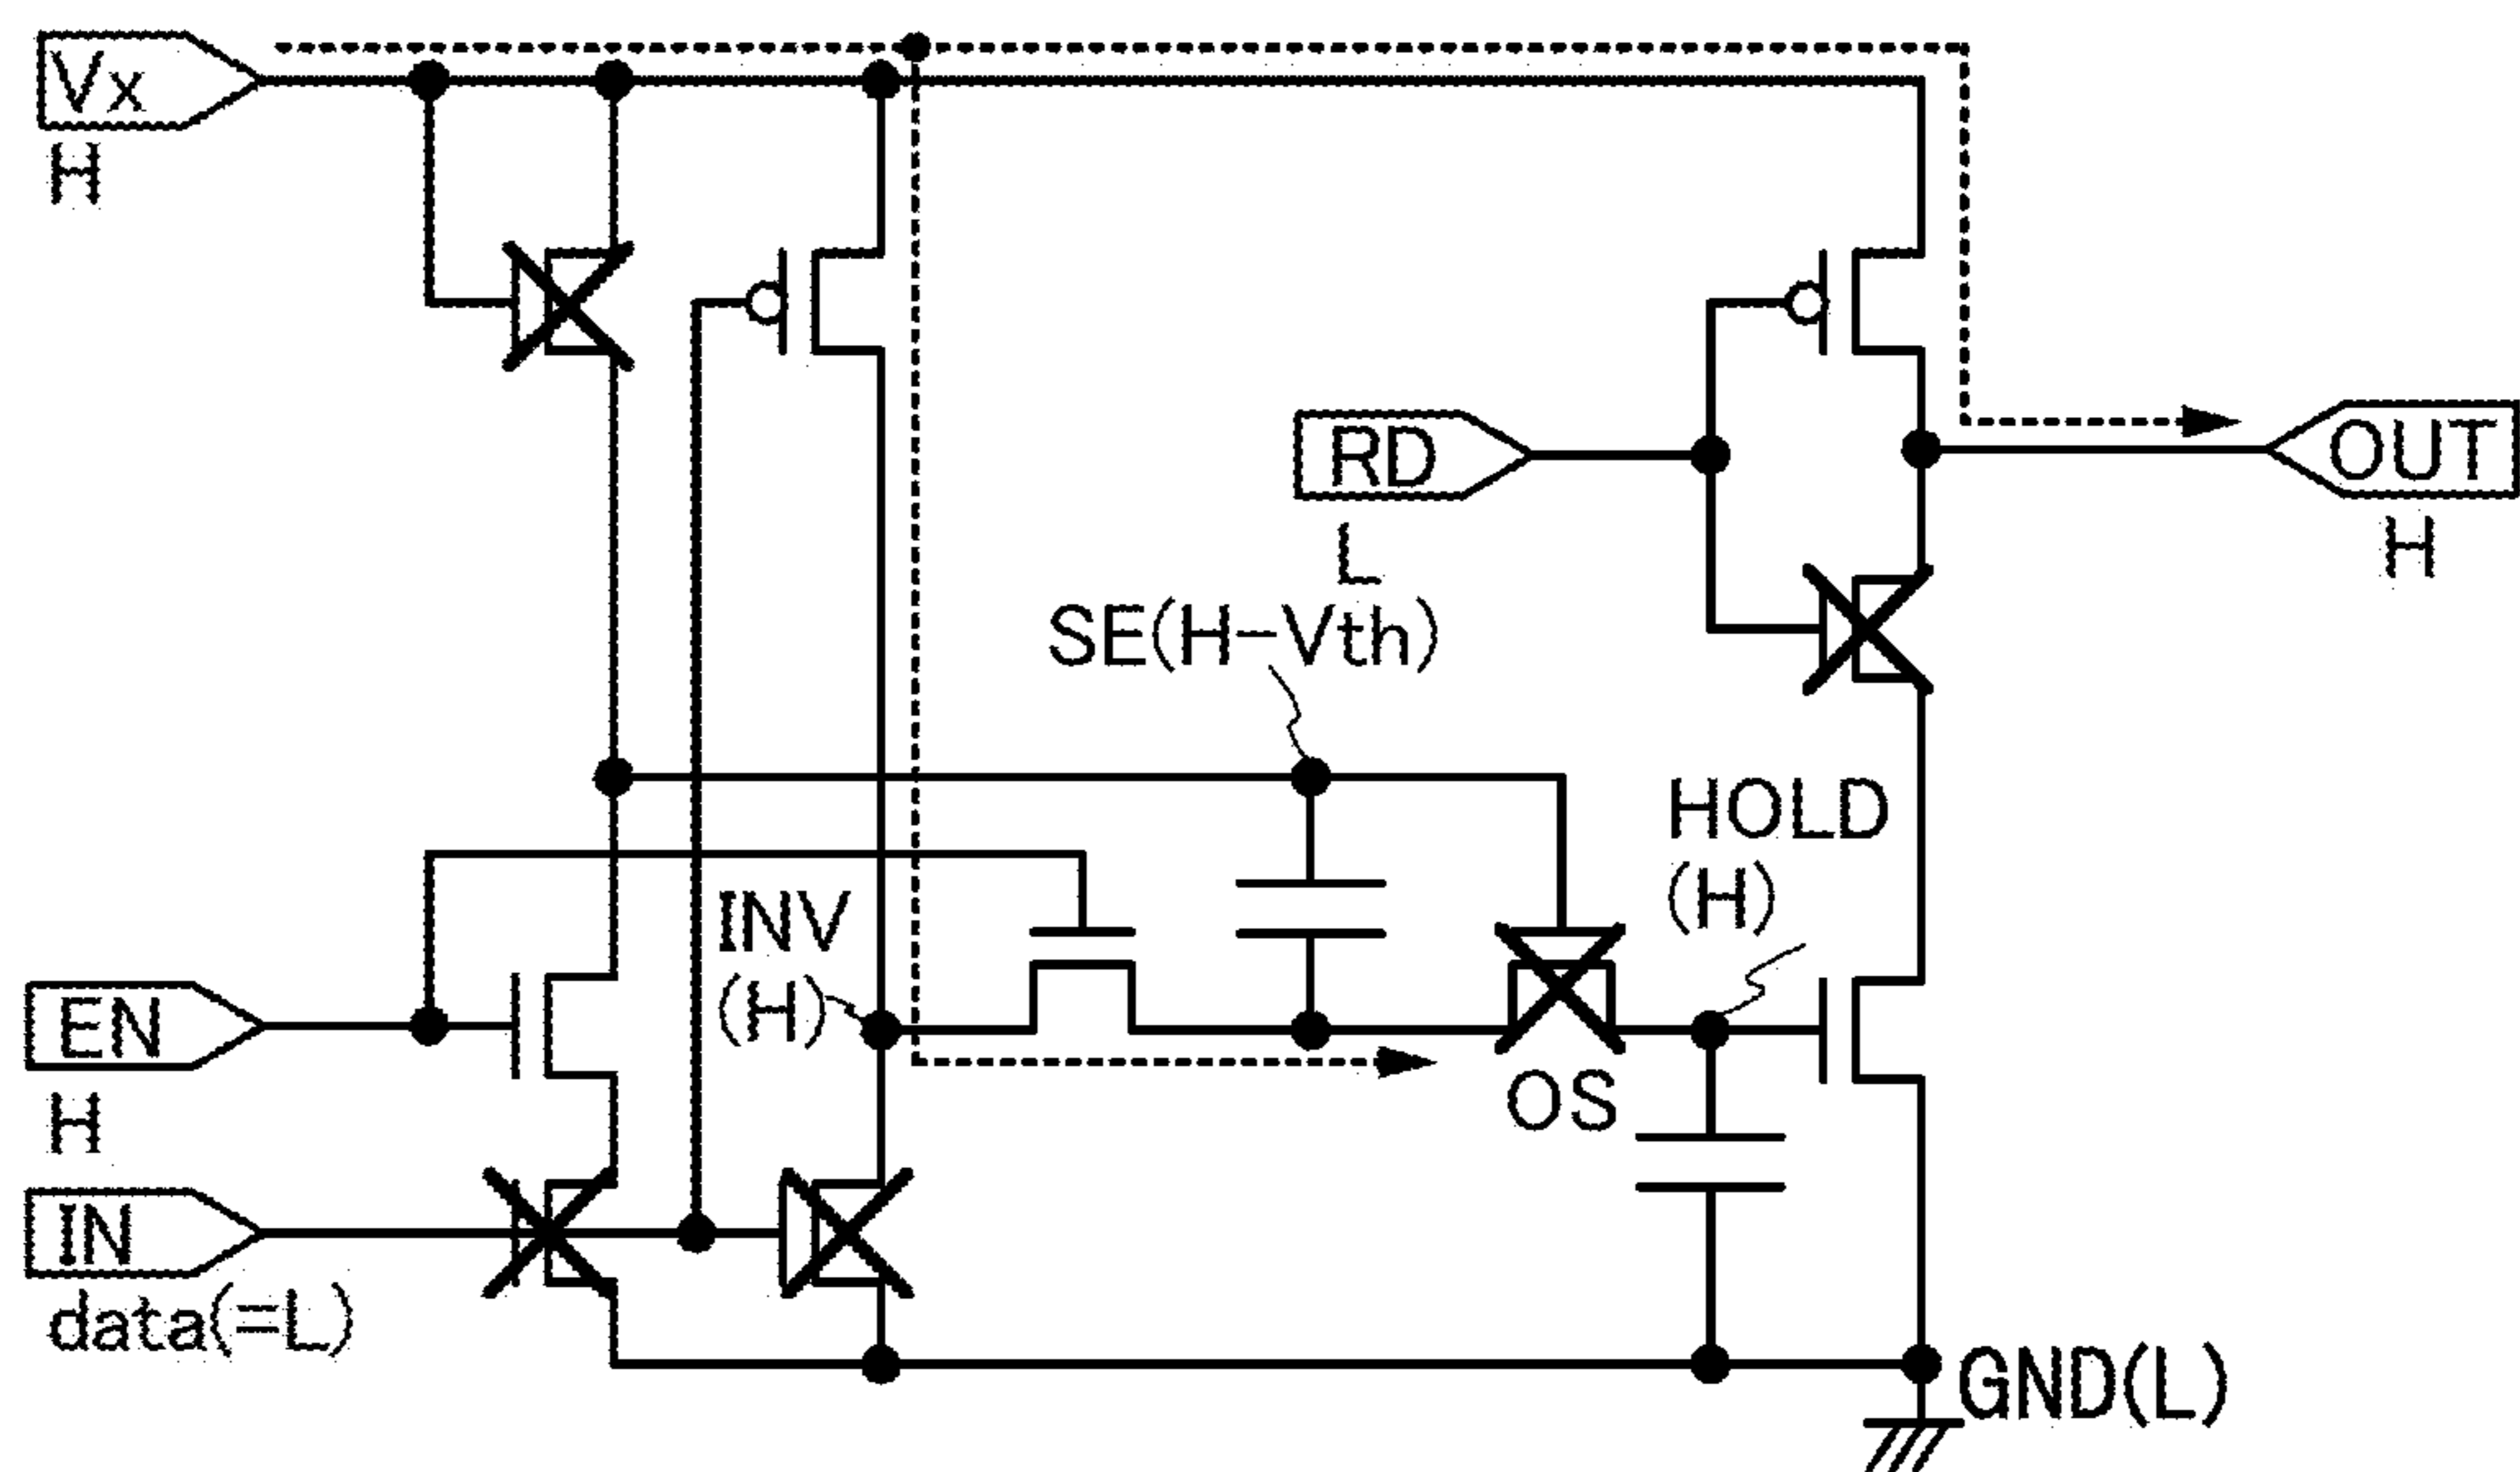 Vx
H
RD
L
OUT
H
SE(H-Vth)
HOLD
(H)
INV
(H)
EN
H
OS
IN
data(=L)
GND(L)